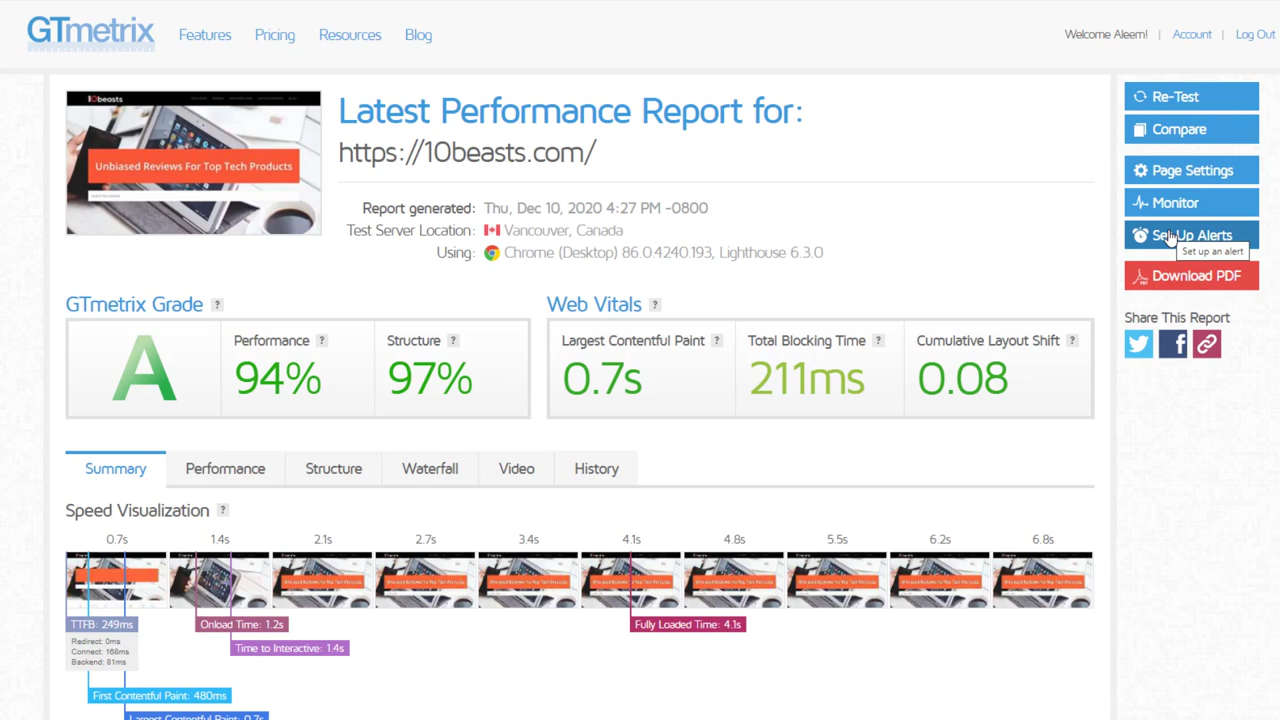 GTmetrix
Features
Pricing
Resources
Blog
Welcome Aleem! | Account | Log Out
10beasts
Unbiased Reviews For Top Tech Products
Latest Performance Report for:
https://10beasts.com/
Report generated: Thu, Dec 10, 2020 4:27 PM -0800
Test Server Location: Vancouver, Canada
Using: Chrome (Desktop) 86.0.4240.193, Lighthouse 6.3.0
Re-Test
Compare
Page Settings
Monitor
Set Up Alerts
Set up an alert
Download PDF
Share This Report
GTmetrix Grade ?
A
Performance ?
94%
Structure ?
97%
Web Vitals ?
Largest Contentful Paint ?
0.7s
Total Blocking Time ?
211ms
Cumulative Layout Shift ?
0.08
Summary
Performance
Structure
Waterfall
Video
History
Speed Visualization ?
0.7s
1.4s
2.1s
2.7s
3.4s
4.1s
4.8s
5.5s
6.2s
6.8s
TTFB: 249ms
Redirect: 0ms
Connect: 168ms
Backend: 81ms
Onload Time: 1.2s
Time to Interactive: 1.4s
Fully Loaded Time: 4.1s
First Contentful Paint: 480ms
Largest Contentful Paint: 0.7s